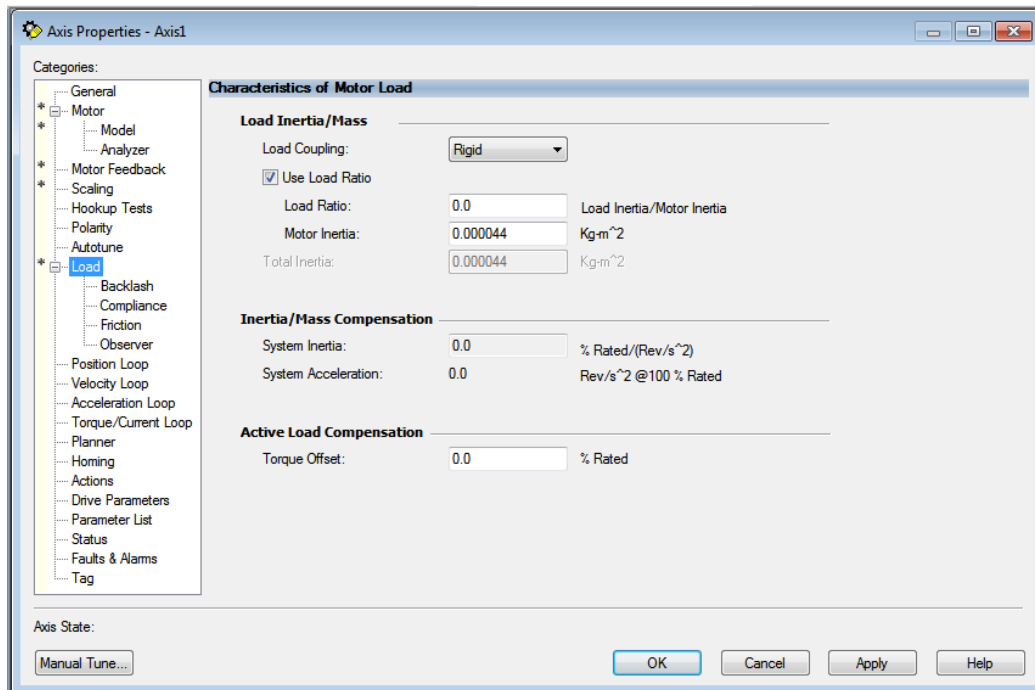 Axis Properties - Axis1
Categories:
General
* Motor
* Model
Analyzer
* Motor Feedback
* Scaling
Hookup Tests
Polarity
Autotune
* Load
Backlash
Compliance
Friction
Observer
Position Loop
Velocity Loop
Acceleration Loop
Torque/Current Loop
Planner
Homing
Actions
Drive Parameters
Parameter List
Status
Faults & Alarms
Tag
Characteristics of Motor Load
Load Inertia/Mass
Load Coupling: Rigid
Use Load Ratio
Load Ratio: 0.0 Load Inertia/Motor Inertia
Motor Inertia: 0.000044 Kg-m^2
Total Inertia: 0.000044 Kg-m^2
Inertia/Mass Compensation
System Inertia: 0.0 % Rated/(Rev/s^2)
System Acceleration: 0.0 Rev/s^2 @100 % Rated
Active Load Compensation
Torque Offset: 0.0 % Rated
Axis State:
Manual Tune... OK Cancel Apply Help